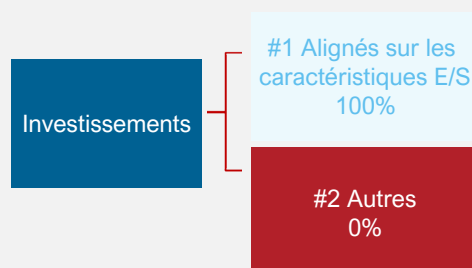 Investissements
#1 Alignés sur les
caractéristiques E/S
100%
#2 Autres
0%